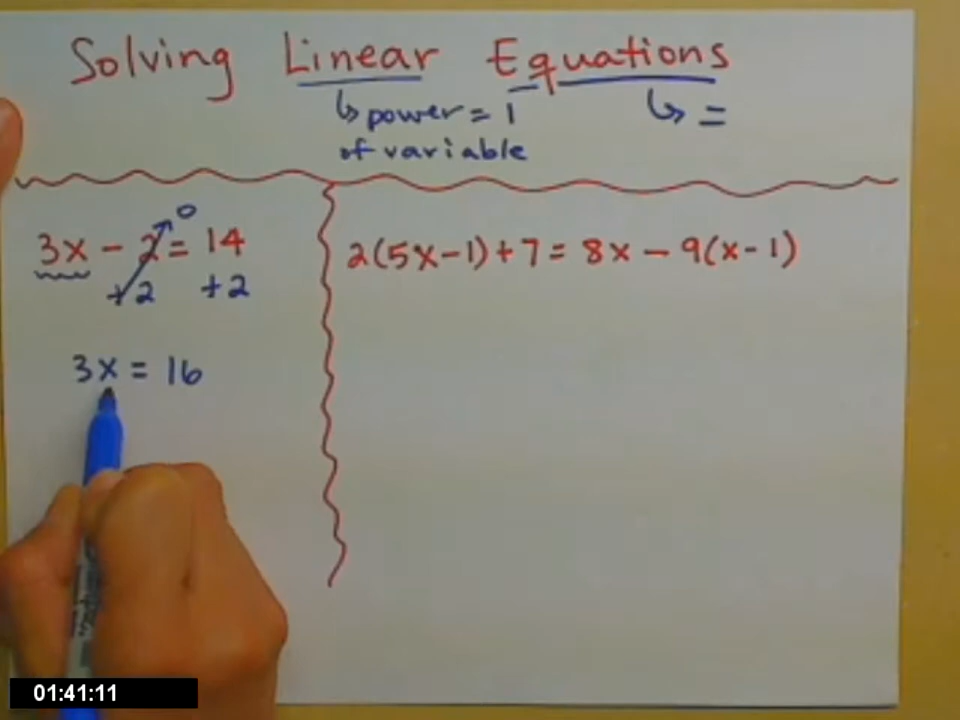 Solving Linear Equations
↳ power = 1
of variable
↳ =
3x - 2 = 14
0
+2 +2
3x = 16
2(5x-1)+7 = 8x - 9(x-1)
01:41:11